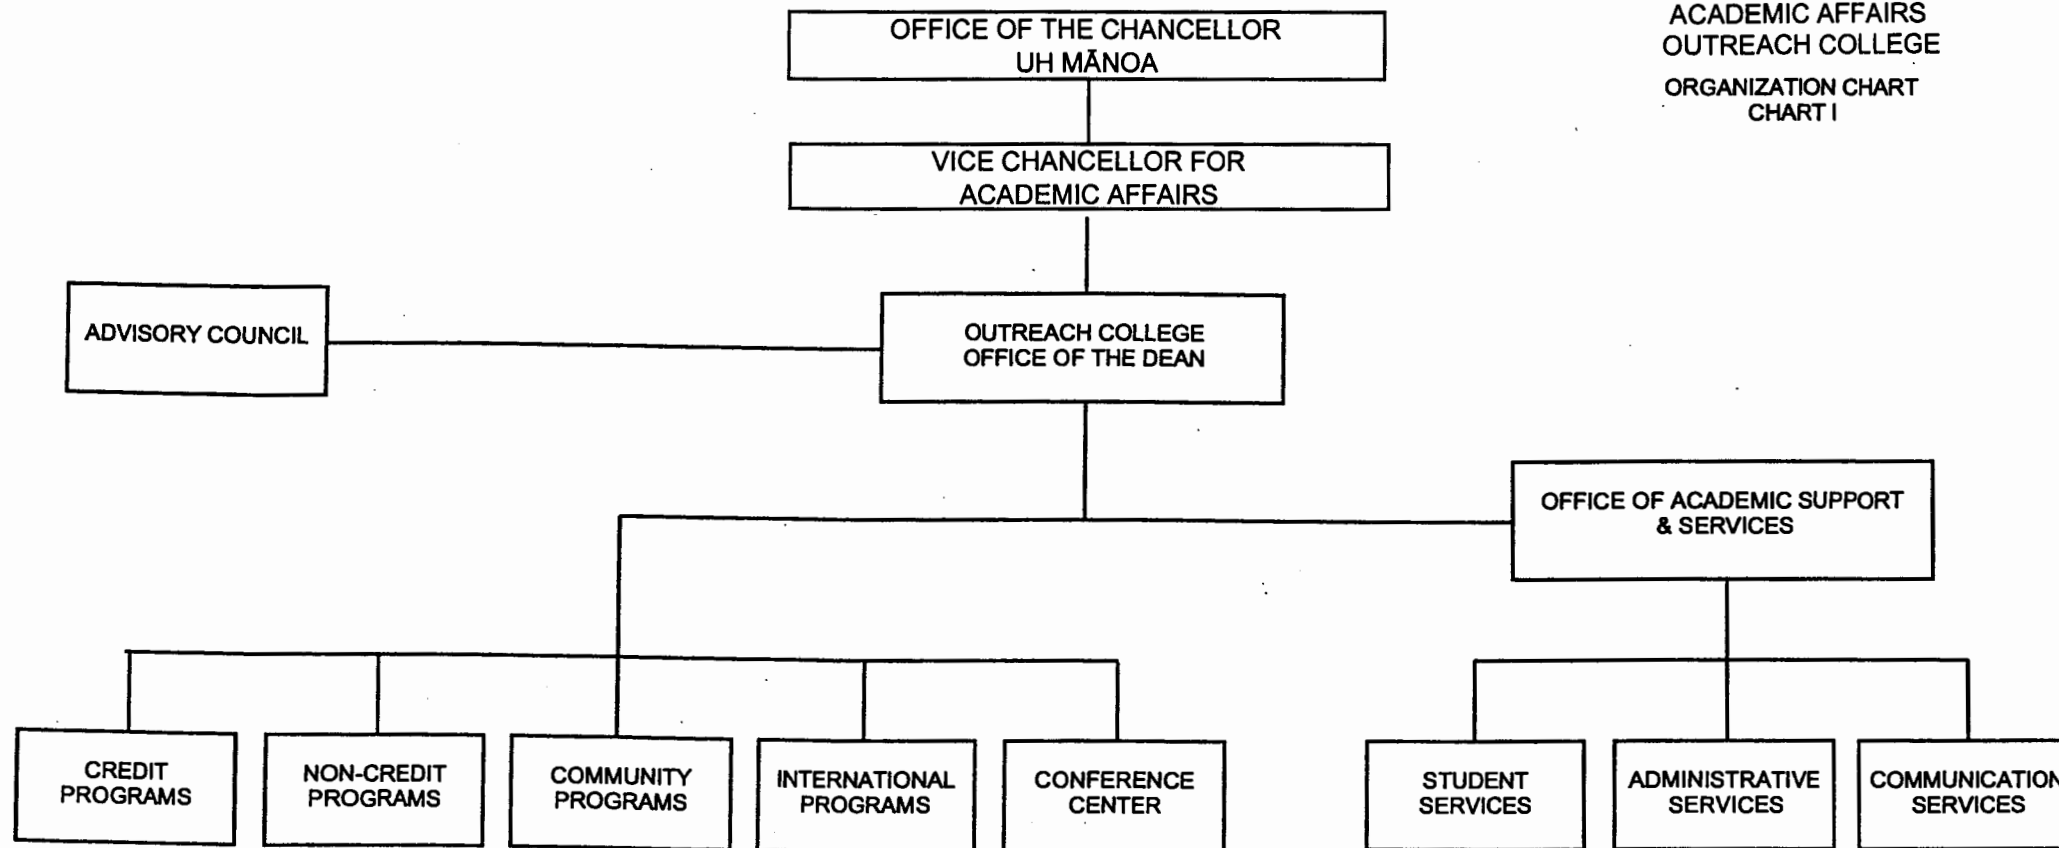 ACADEMIC AFFAIRS
OUTREACH COLLEGE
ORGANIZATION CHART
CHART I
OFFICE OF THE CHANCELLOR
UH MĀNOA
VICE CHANCELLOR FOR
ACADEMIC AFFAIRS
ADVISORY COUNCIL
OUTREACH COLLEGE
OFFICE OF THE DEAN
OFFICE OF ACADEMIC SUPPORT
& SERVICES
CREDIT
PROGRAMS
NON-CREDIT
PROGRAMS
COMMUNITY
PROGRAMS
INTERNATIONAL
PROGRAMS
CONFERENCE
CENTER
STUDENT
SERVICES
ADMINISTRATIVE
SERVICES
COMMUNICATION
SERVICES